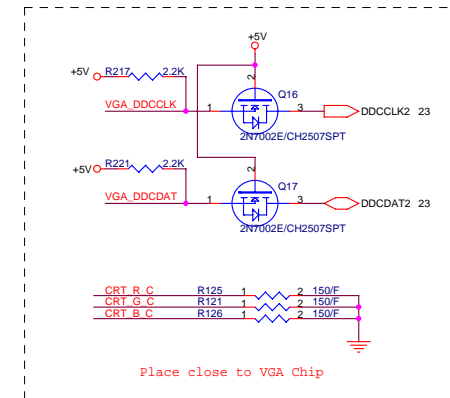 +5V
+5V R217 2.2K
2 Q16
VGA_DDCCLK 1 3 DDCCLK2 23
2N7002E/CH2507SPT
+5V R221 2.2K
2 Q17
VGA_DDCDAT 1 3 DDCDAT2 23
2N7002E/CH2507SPT
CRT_R_C R125 1 2 150/F
CRT_G_C R121 1 2 150/F
CRT_B_C R126 1 2 150/F
Place close to VGA Chip